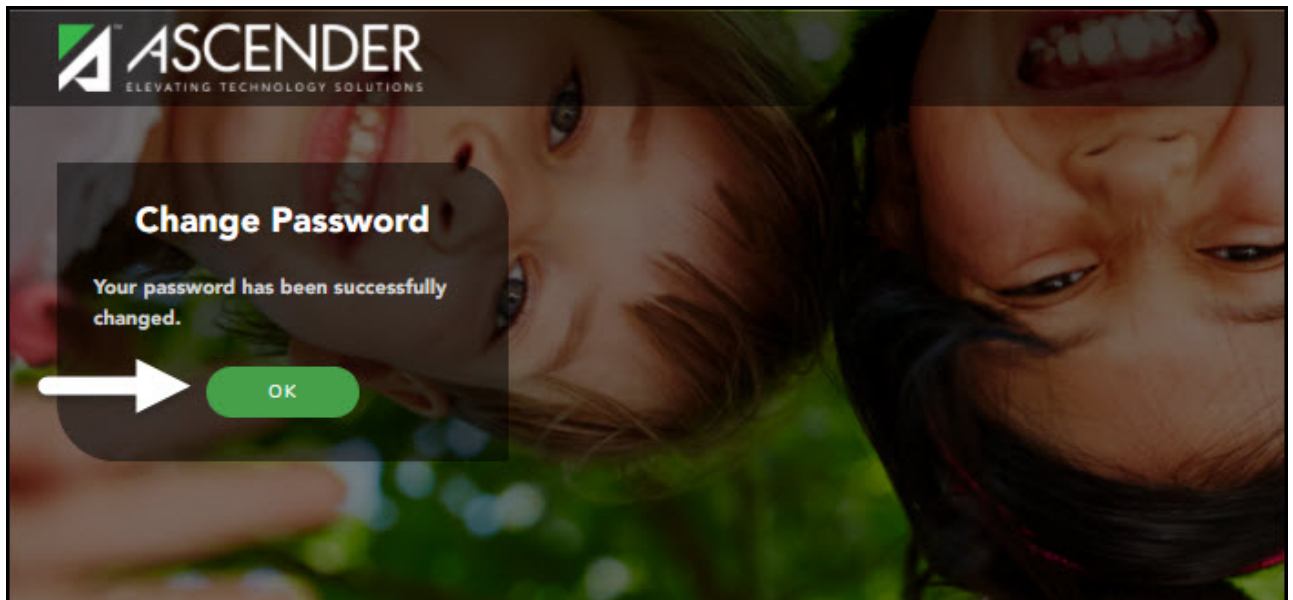 ASCENDER
ELEVATING TECHNOLOGY SOLUTIONS
Change Password
Your password has been successfully
changed.
OK